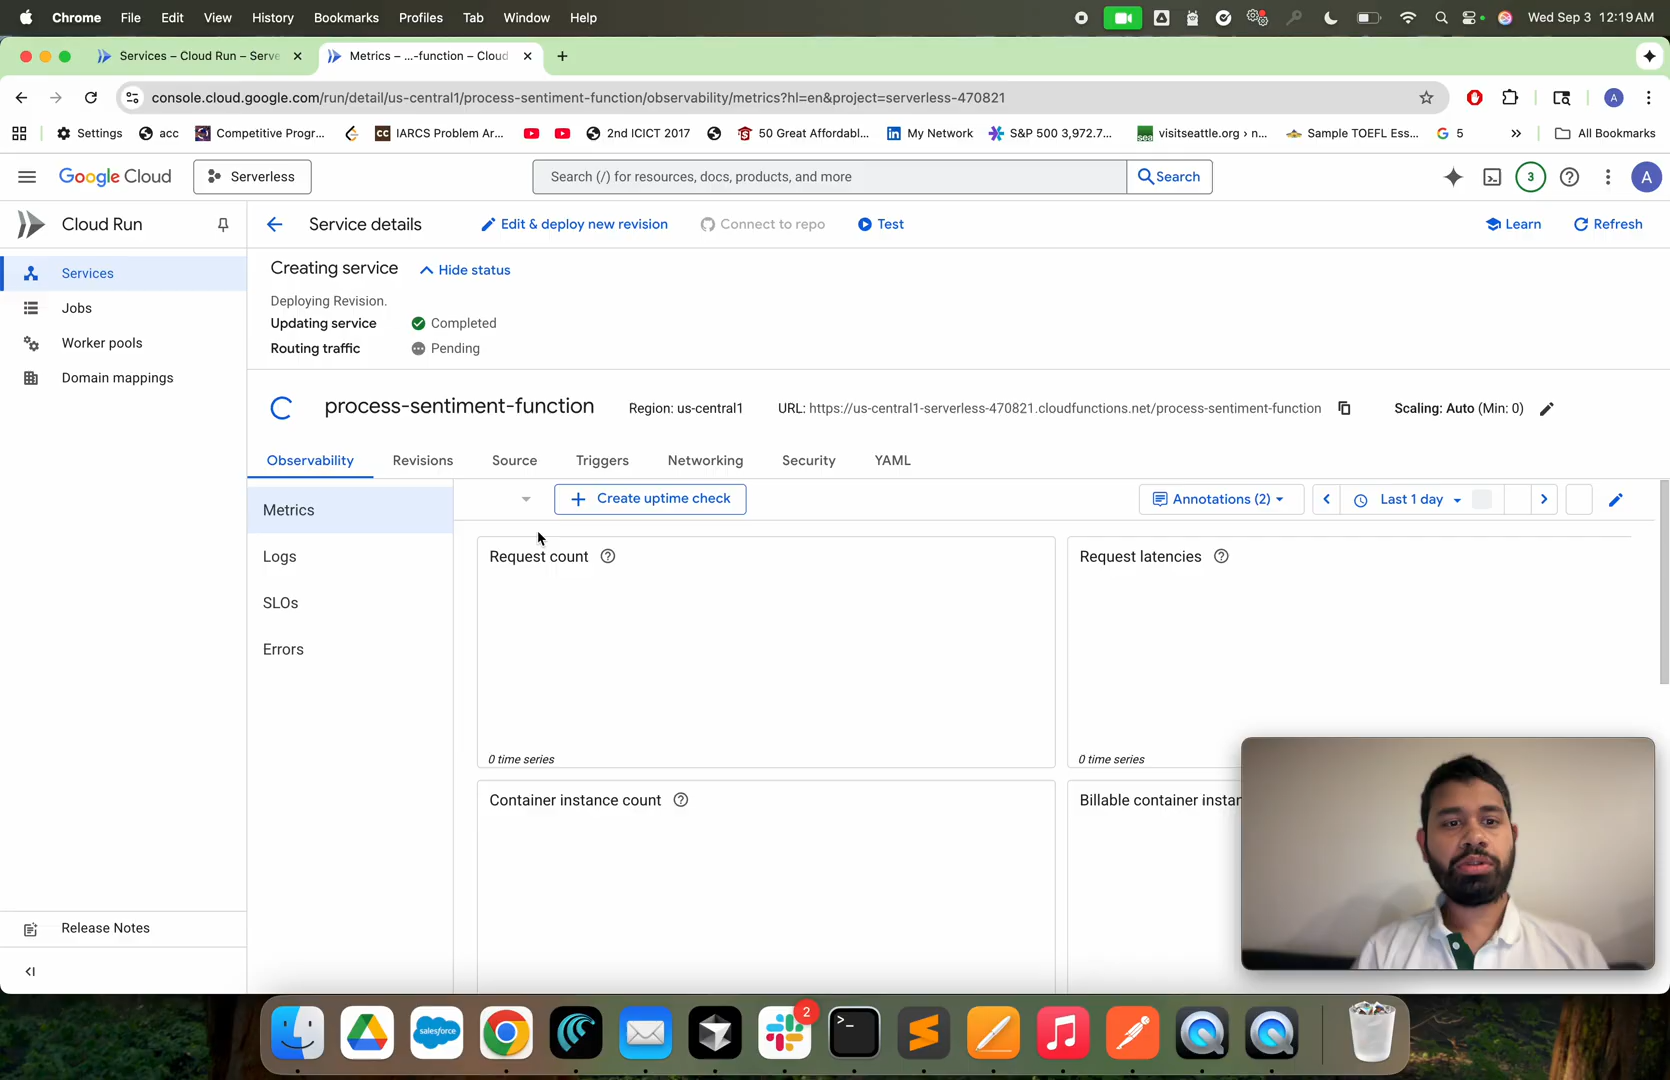 Chrome File Edit View History Bookmarks Profiles Tab Window Help Wed Sep 3 12:19 AM
Services – Cloud Run – Serve Metrics – ...-function – Cloud
console.cloud.google.com/run/detail/us-central1/process-sentiment-function/observability/metrics?hl=en&project=serverless-470821 A
Settings acc Competitive Progr... CC IARCS Problem Ar... 2nd ICICT 2017 50 Great Affordabl... My Network S&P 500 3,972.7... visitseattle.org › n... Sample TOEFL Ess... 5 » All Bookmarks
Google Cloud Serverless Search (/) for resources, docs, products, and more Search 3 A
Cloud Run Service details Edit & deploy new revision Connect to repo Test Learn Refresh
Services
Jobs
Worker pools
Domain mappings
Release Notes
Creating service Hide status
Deploying Revision.
Updating service Completed
Routing traffic Pending
process-sentiment-function Region: us-central1 URL: https://us-central1-serverless-470821.cloudfunctions.net/process-sentiment-function Scaling: Auto (Min: 0)
Observability Revisions Source Triggers Networking Security YAML
Metrics
Logs
SLOs
Errors
+ Create uptime check Annotations (2) Last 1 day
Request count Request latencies
0 time series 0 time series
Container instance count Billable container instan
salesforce 2